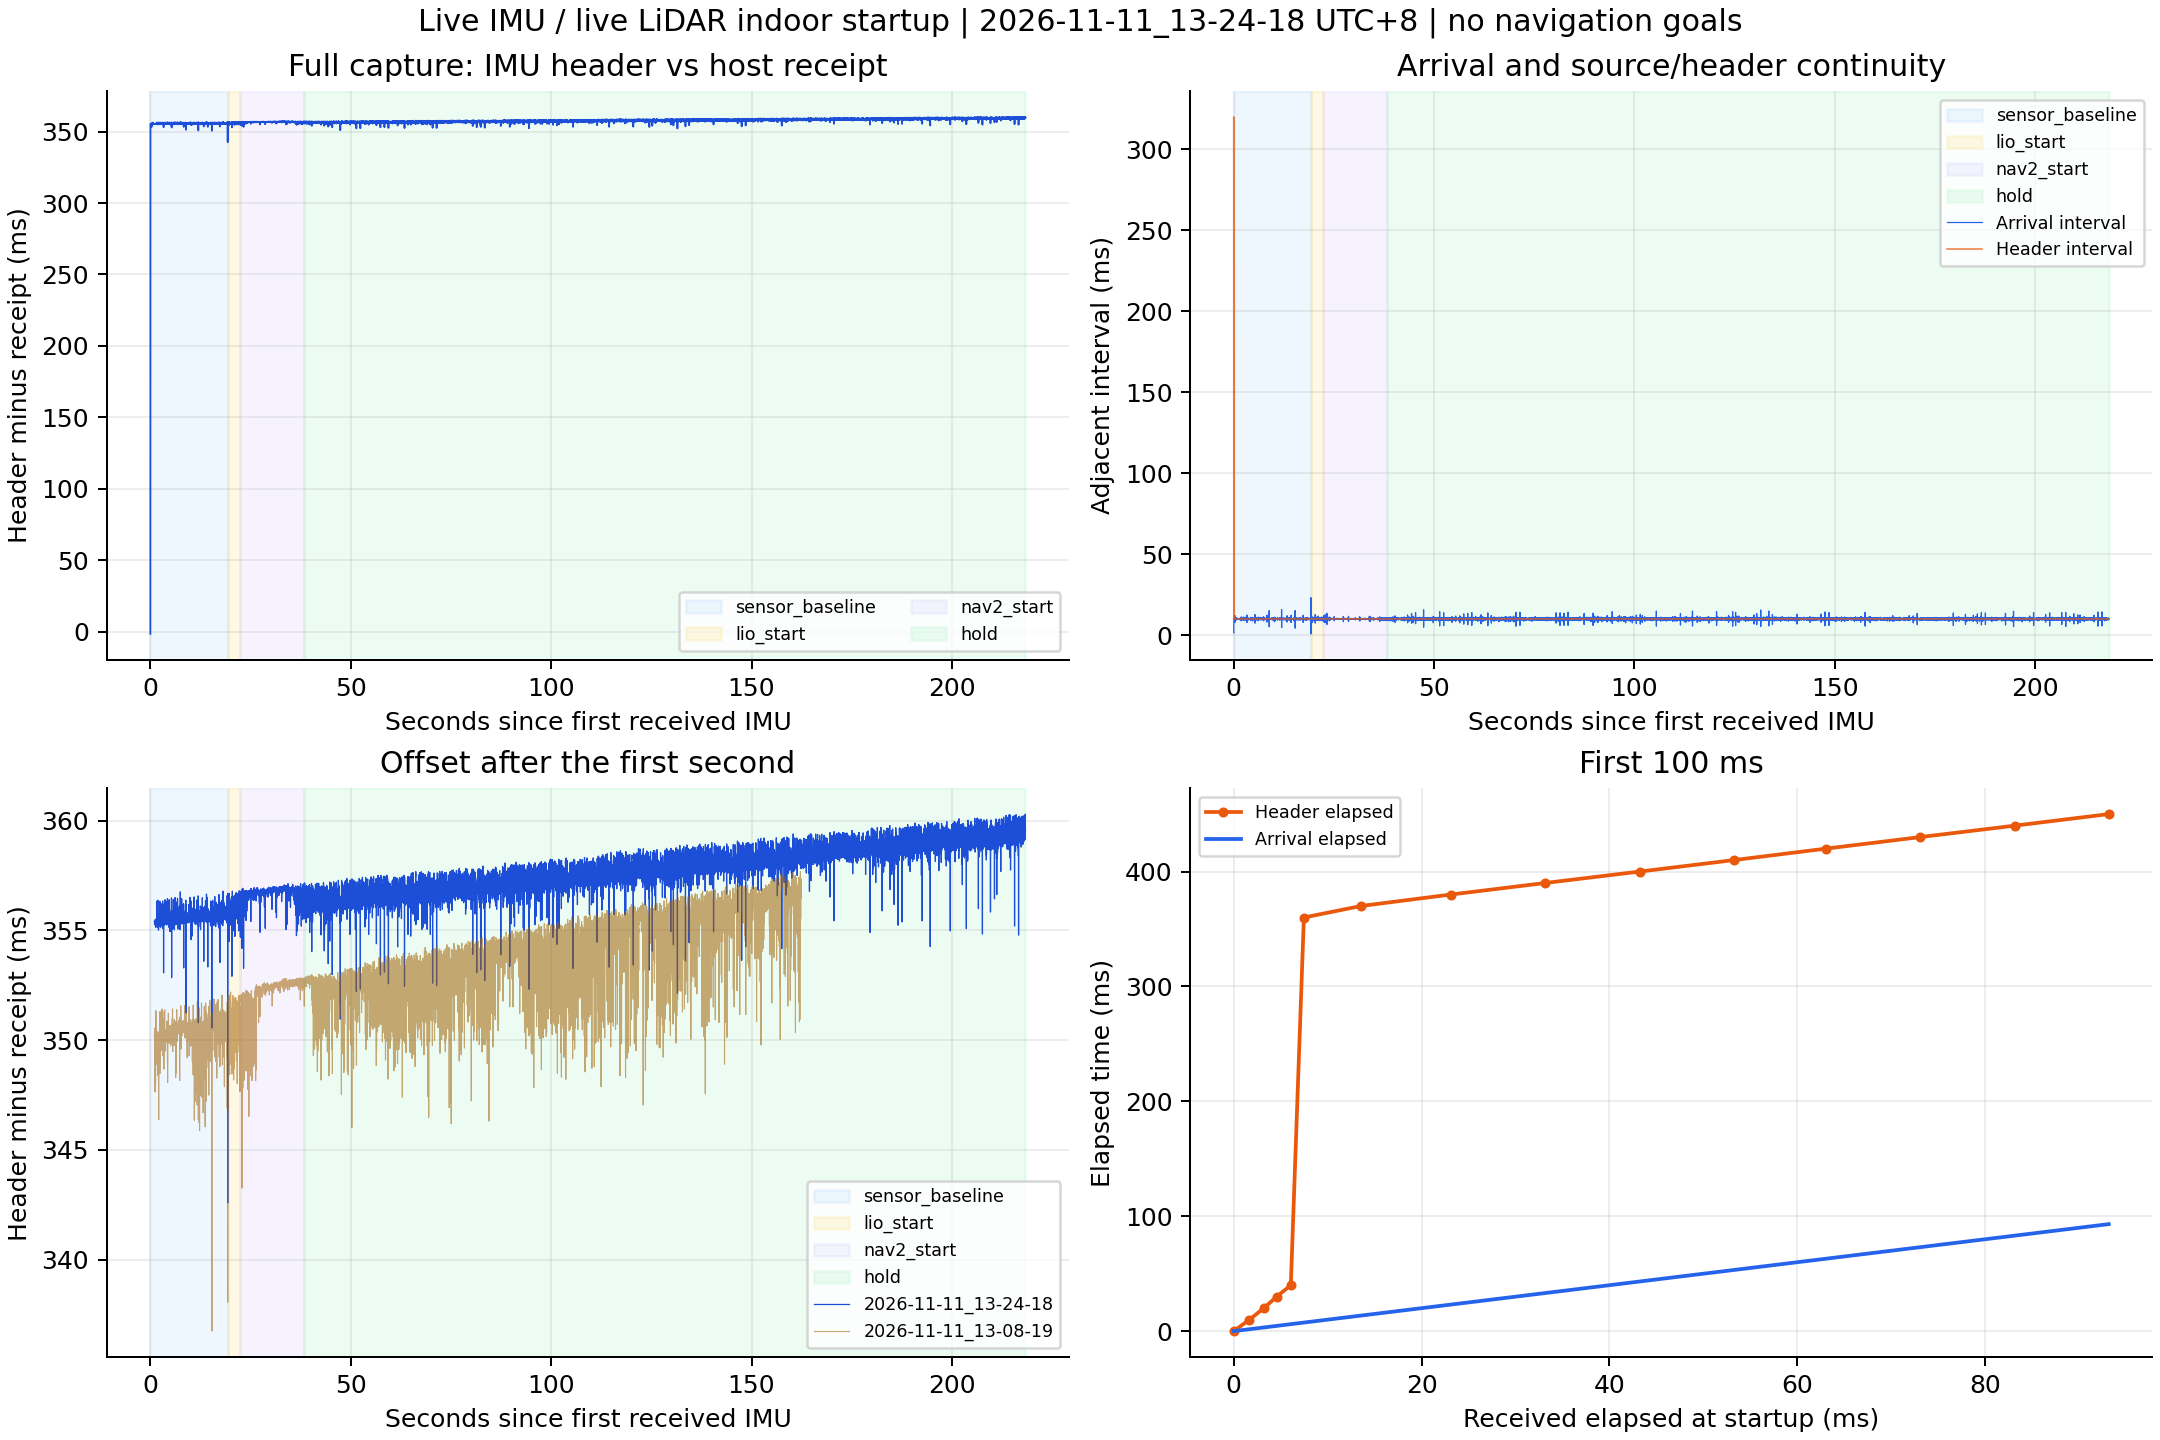 Live IMU / live LiDAR indoor startup | 2026-11-11_13-24-18 UTC+8 | no navigation goals
Full capture: IMU header vs host receipt
Header minus receipt (ms)
350
300
250
200
150
100
50
0
sensor_baseline
lio_start
nav2_start
hold
0 50 100 150 200
Seconds since first received IMU
Arrival and source/header continuity
Adjacent interval (ms)
300
250
200
150
100
50
0
sensor_baseline
lio_start
nav2_start
hold
Arrival interval
Header interval
0 50 100 150 200
Seconds since first received IMU
Offset after the first second
Header minus receipt (ms)
360
355
350
345
340
sensor_baseline
lio_start
nav2_start
hold
2026-11-11_13-24-18
2026-11-11_13-08-19
0 50 100 150 200
Seconds since first received IMU
First 100 ms
Elapsed time (ms)
400
300
200
100
0
Header elapsed
Arrival elapsed
0 20 40 60 80
Received elapsed at startup (ms)